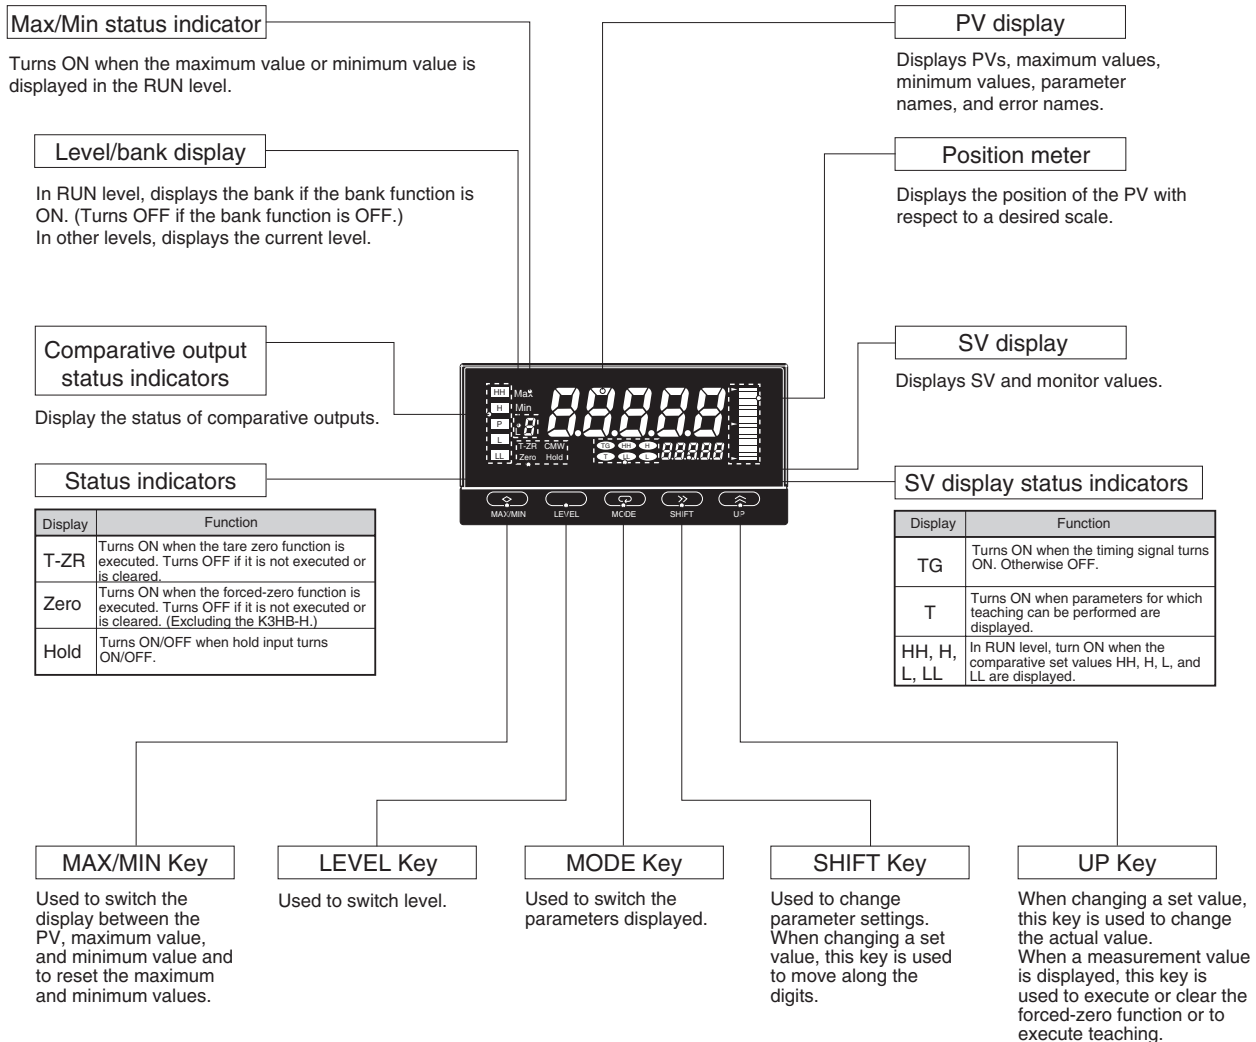 Max/Min status indicator
Turns ON when the maximum value or minimum value is
displayed in the RUN level.
PV display
Displays PVs, maximum values,
minimum values, parameter
names, and error names.
Level/bank display
In RUN level, displays the bank if the bank function is
ON. (Turns OFF if the bank function is OFF.)
In other levels, displays the current level.
Position meter
Displays the position of the PV with
respect to a desired scale.
Comparative output
status indicators
Display the status of comparative outputs.
SV display
Displays SV and monitor values.
HH
H
P
L
LL
Max
Min
8
8.8.8.8.8
T-ZR CMW
Zero Hold
TG HH H
T LL L
8.8.8.8.8
MAX/MIN LEVEL MODE SHIFT UP
Status indicators
Display Function
T-ZR
Turns ON when the tare zero function is
executed. Turns OFF if it is not executed or
is cleared.
Zero
Turns ON when the forced-zero function is
executed. Turns OFF if it is not executed or
is cleared. (Excluding the K3HB-H.)
Hold
Turns ON/OFF when hold input turns
ON/OFF.
SV display status indicators
Display Function
TG
Turns ON when the timing signal turns
ON. Otherwise OFF.
T
Turns ON when parameters for which
teaching can be performed are
displayed.
HH, H,
L, LL
In RUN level, turn ON when the
comparative set values HH, H, L, and
LL are displayed.
MAX/MIN Key
Used to switch the
display between the
PV, maximum value,
and minimum value and
to reset the maximum
and minimum values.
LEVEL Key
Used to switch level.
MODE Key
Used to switch the
parameters displayed.
SHIFT Key
Used to change
parameter settings.
When changing a set
value, this key is used
to move along the
digits.
UP Key
When changing a set value,
this key is used to change
the actual value.
When a measurement value
is displayed, this key is
used to execute or clear the
forced-zero function or to
execute teaching.